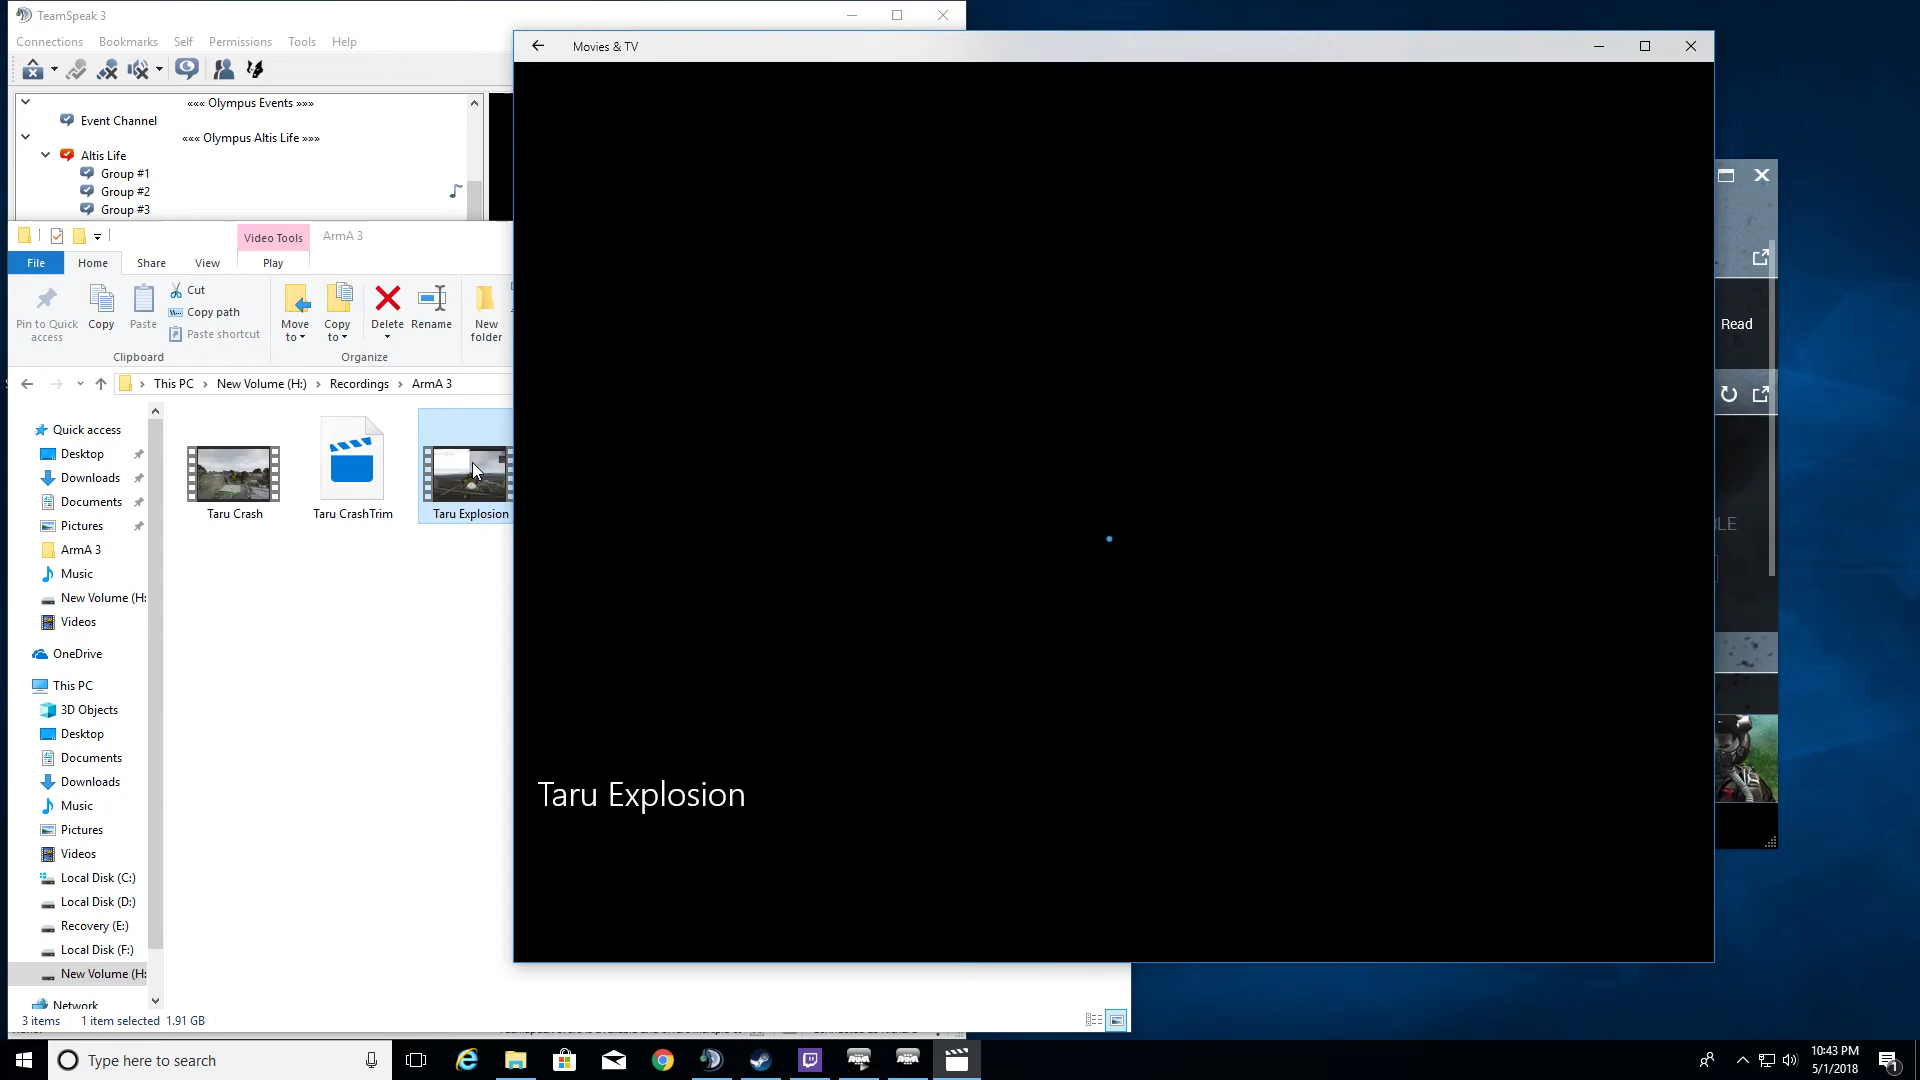 TeamSpeak 3
Connections Bookmarks Self Permissions Tools Help
««« Olympus Events »»»
Event Channel
««« Olympus Altis Life »»»
Altis Life
Group #1
Group #2
Group #3
Video Tools ArmA 3
File Home Share View Play
Pin to Quick access
Copy
Paste
Cut
Copy path
Paste shortcut
Move to
Copy to
Delete
Rename
New folder
Clipboard Organize
This PC New Volume (H:) Recordings ArmA 3
Quick access
Desktop
Downloads
Documents
Pictures
ArmA 3
Music
New Volume (H:
Videos
OneDrive
This PC
3D Objects
Desktop
Documents
Downloads
Music
Pictures
Videos
Local Disk (C:)
Local Disk (D:)
Recovery (E:)
Local Disk (F:)
New Volume (H:
Network
Taru Crash
Taru CrashTrim
Taru Explosion
3 items 1 item selected 1.91 GB
Movies & TV
Taru Explosion
Read
Type here to search
10:43 PM
5/1/2018
1